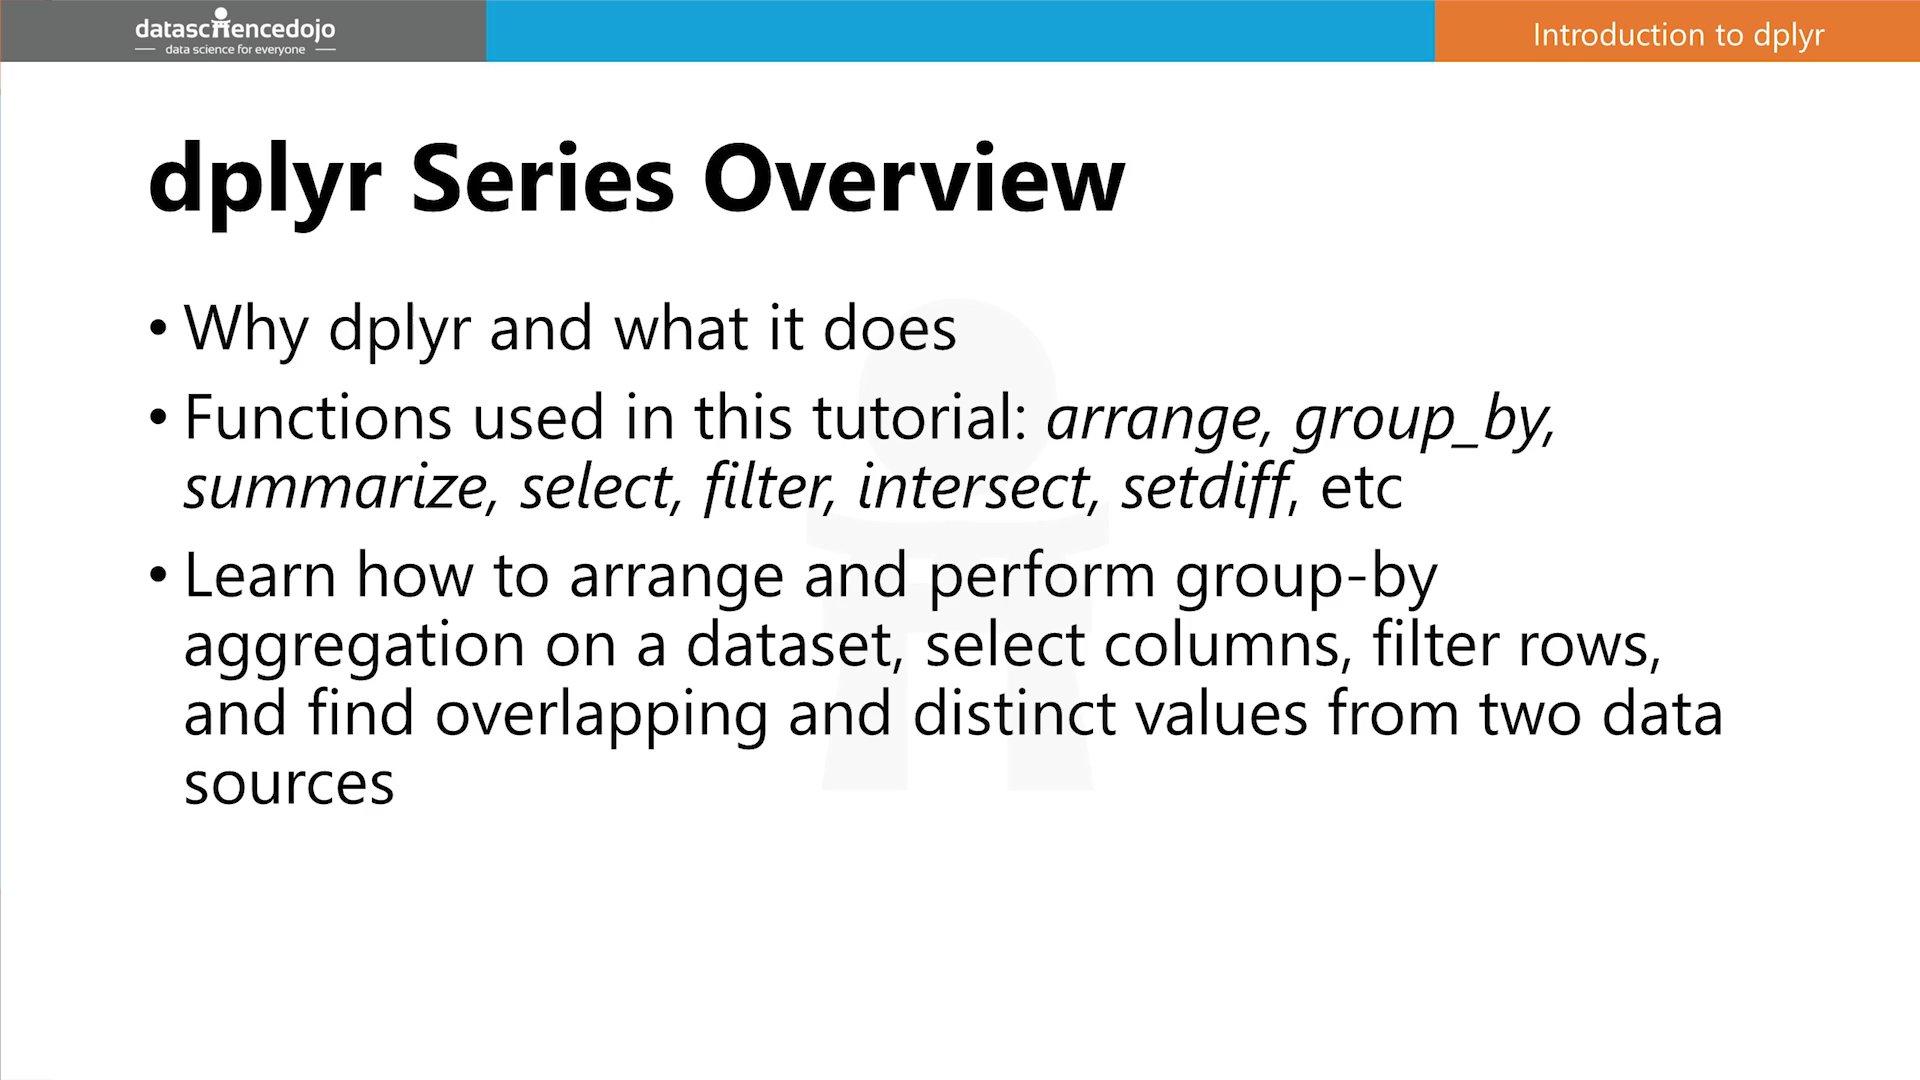 datasciencedojo
data science for everyone
Introduction to dplyr
dplyr Series Overview
• Why dplyr and what it does
• Functions used in this tutorial: arrange, group_by,
summarize, select, filter, intersect, setdiff, etc
• Learn how to arrange and perform group-by
aggregation on a dataset, select columns, filter rows,
and find overlapping and distinct values from two data
sources